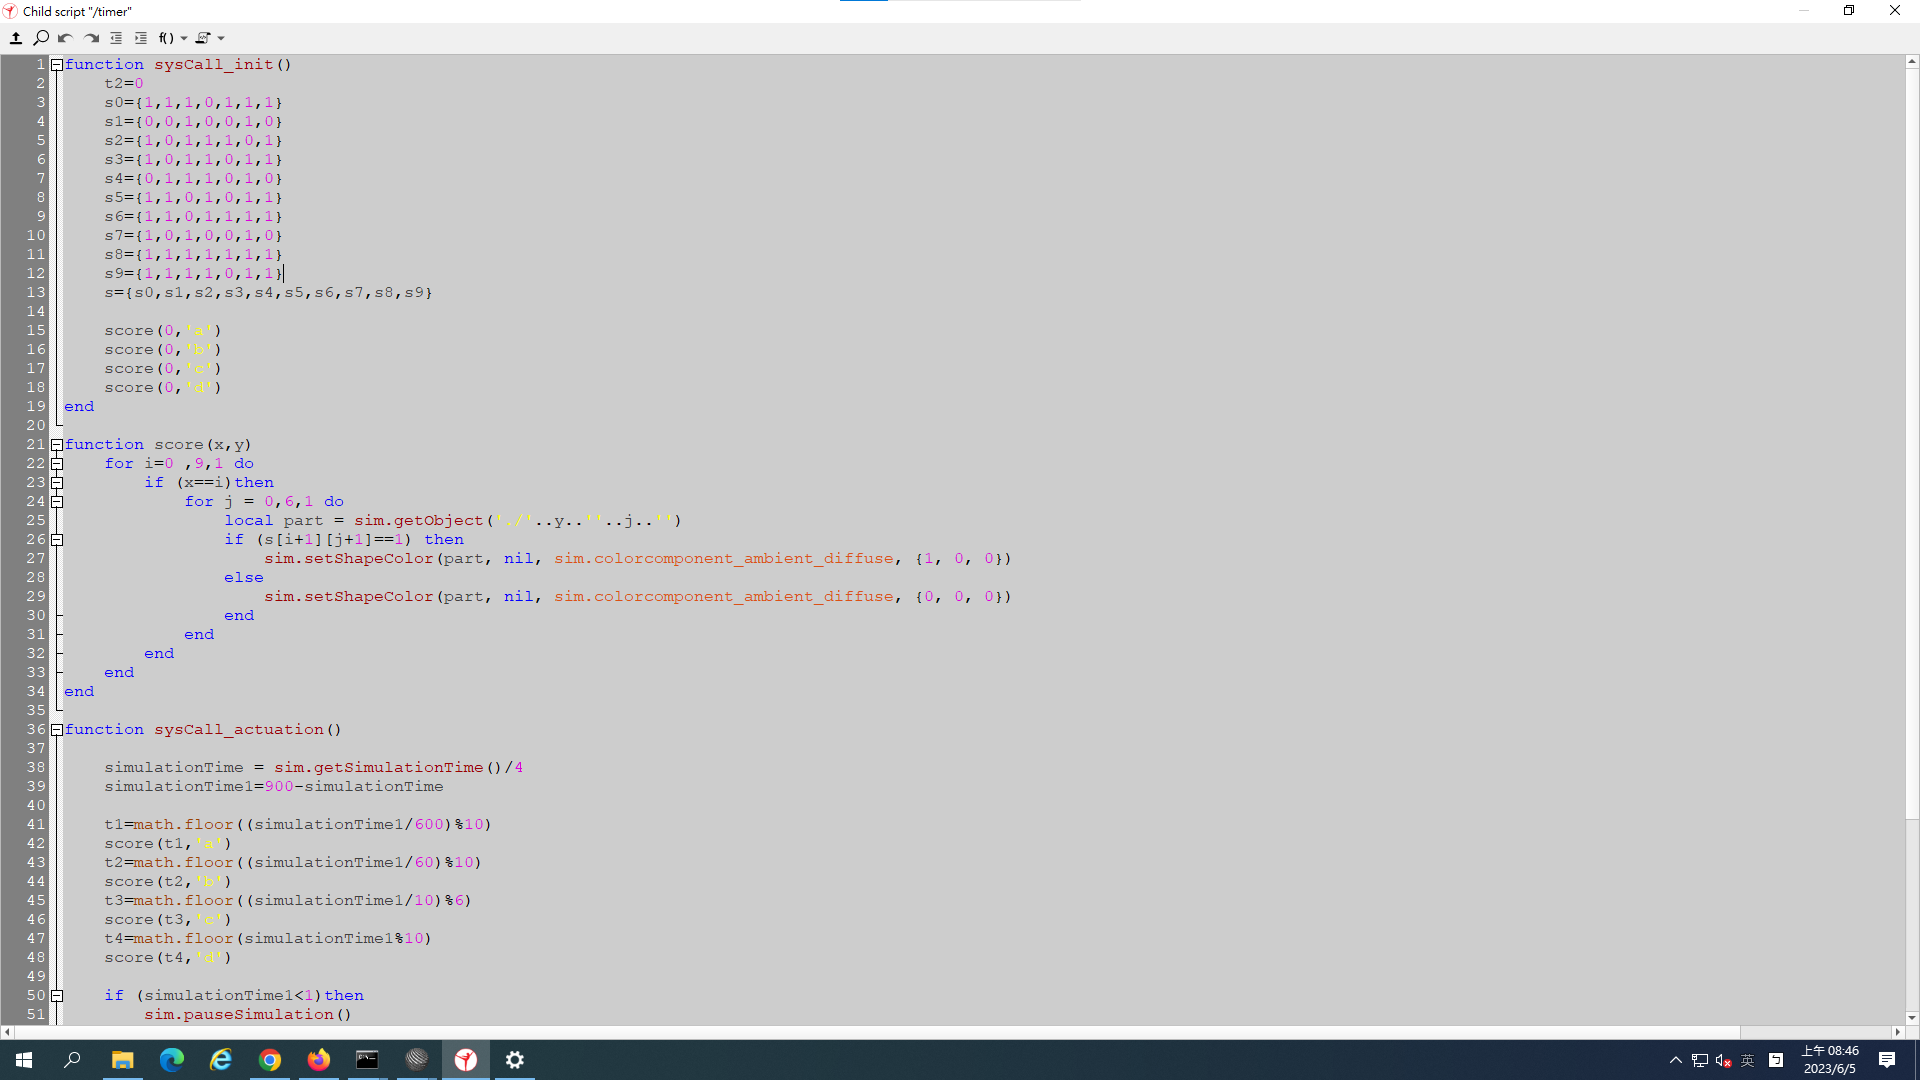 Child script "/timer"
f()
1 function sysCall_init()
2 t2=0
3 s0={1,1,1,0,1,1,1}
4 s1={0,0,1,0,0,1,0}
5 s2={1,0,1,1,1,0,1}
6 s3={1,0,1,1,0,1,1}
7 s4={0,1,1,1,0,1,0}
8 s5={1,1,0,1,0,1,1}
9 s6={1,1,0,1,1,1,1}
10 s7={1,0,1,0,0,1,0}
11 s8={1,1,1,1,1,1,1}
12 s9={1,1,1,1,0,1,1}
13 s={s0,s1,s2,s3,s4,s5,s6,s7,s8,s9}
14
15 score(0,'a')
16 score(0,'b')
17 score(0,'c')
18 score(0,'d')
19 end
20
21 function score(x,y)
22 for i=0 ,9,1 do
23 if (x==i)then
24 for j = 0,6,1 do
25 local part = sim.getObject('./'..y..''..j..'')
26 if (s[i+1][j+1]==1) then
27 sim.setShapeColor(part, nil, sim.colorcomponent_ambient_diffuse, {1, 0, 0})
28 else
29 sim.setShapeColor(part, nil, sim.colorcomponent_ambient_diffuse, {0, 0, 0})
30 end
31 end
32 end
33 end
34 end
35
36 function sysCall_actuation()
37
38 simulationTime = sim.getSimulationTime()/4
39 simulationTime1=900-simulationTime
40
41 t1=math.floor((simulationTime1/600)%10)
42 score(t1,'a')
43 t2=math.floor((simulationTime1/60)%10)
44 score(t2,'b')
45 t3=math.floor((simulationTime1/10)%6)
46 score(t3,'c')
47 t4=math.floor(simulationTime1%10)
48 score(t4,'d')
49
50 if (simulationTime1<1)then
51 sim.pauseSimulation()
英
上午 08:46
2023/6/5